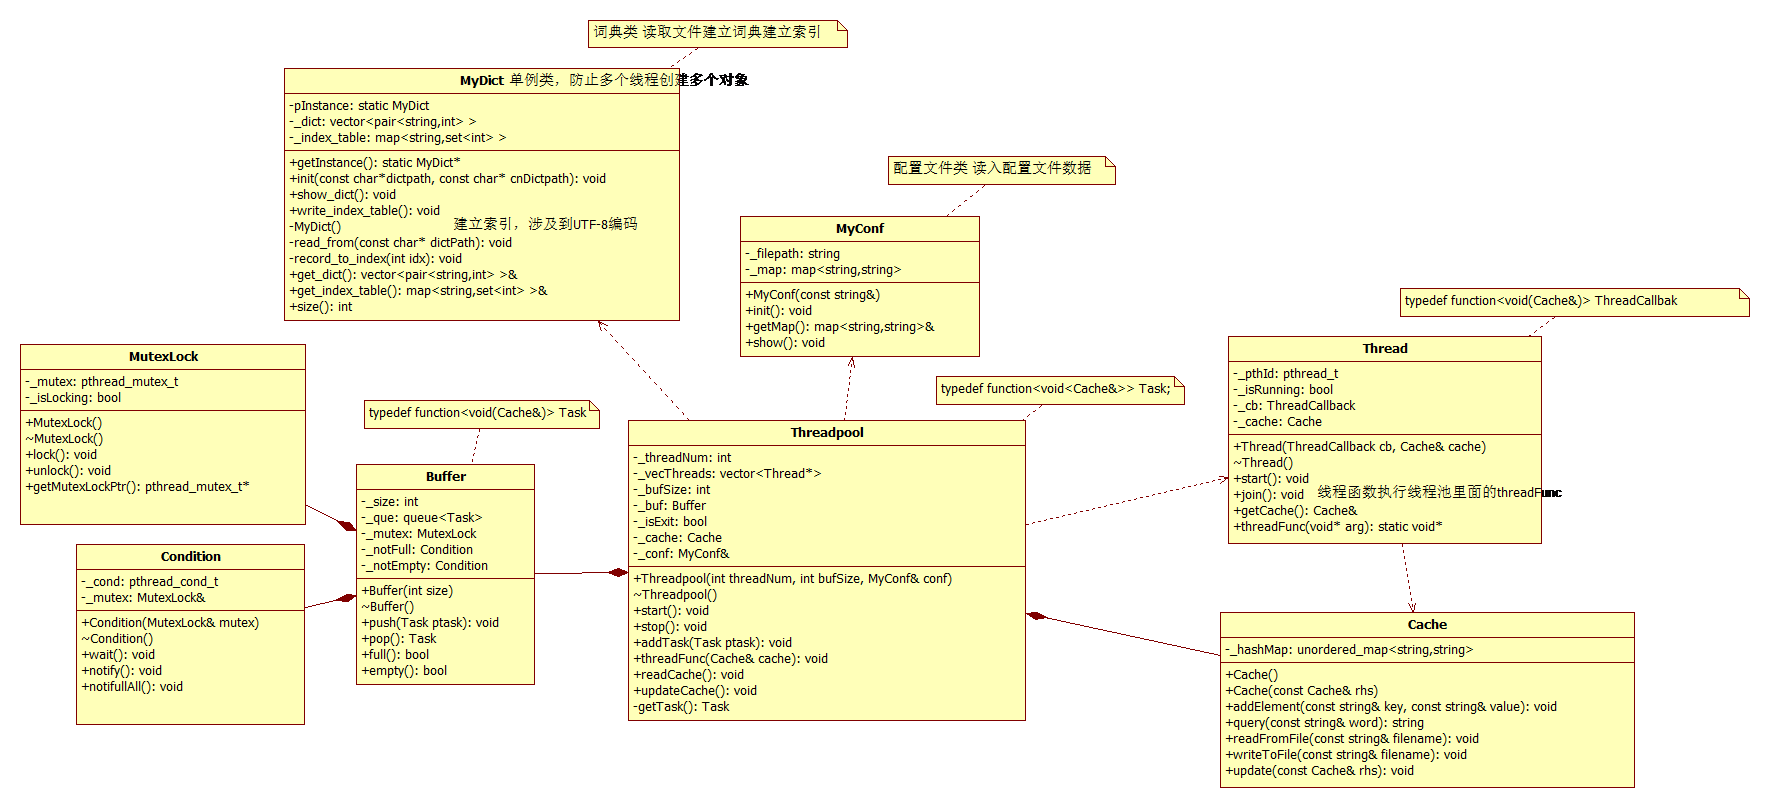 词典类 读取文件建立词典建立索引
MyDict 单例类，防止多个线程创建多个对象
-pInstance: static MyDict
-_dict: vector<pair<string,int> >
-_index_table: map<string,set<int> >
+getInstance(): static MyDict*
+init(const char*dictpath, const char* cnDictpath): void
+show_dict(): void
+write_index_table(): void
-MyDict()
建立索引，涉及到UTF-8编码
-read_from(const char* dictPath): void
-record_to_index(int idx): void
+get_dict(): vector<pair<string,int> >&
+get_index_table(): map<string,set<int> >&
+size(): int
配置文件类 读入配置文件数据
MyConf
-_filepath: string
-_map: map<string,string>
+MyConf(const string&)
+init(): void
+getMap(): map<string,string>&
+show(): void
typedef function<void(Cache&)> ThreadCallbak
Thread
-_pthId: pthread_t
-_isRunning: bool
-_cb: ThreadCallback
-_cache: Cache
+Thread(ThreadCallback cb, Cache& cache)
~Thread()
+start(): void
+join(): void 线程函数执行线程池里面的threadFunc
+getCache(): Cache&
+threadFunc(void* arg): static void*
MutexLock
-_mutex: pthread_mutex_t
-_isLocking: bool
+MutexLock()
~MutexLock()
+lock(): void
+unlock(): void
+getMutexLockPtr(): pthread_mutex_t*
typedef function<void(Cache&)> Task
Buffer
-_size: int
-_que: queue<Task>
-_mutex: MutexLock
-_notFull: Condition
-_notEmpty: Condition
+Buffer(int size)
~Buffer()
+push(Task ptask): void
+pop(): Task
+full(): bool
+empty(): bool
typedef function<void<Cache&>> Task;
Threadpool
-_threadNum: int
-_vecThreads: vector<Thread*>
-_bufSize: int
-_buf: Buffer
-_isExit: bool
-_cache: Cache
-_conf: MyConf&
+Threadpool(int threadNum, int bufSize, MyConf& conf)
~Threadpool()
+start(): void
+stop(): void
+addTask(Task ptask): void
+threadFunc(Cache& cache): void
+readCache(): void
+updateCache(): void
-getTask(): Task
Condition
-_cond: pthread_cond_t
-_mutex: MutexLock&
+Condition(MutexLock& mutex)
~Condition()
+wait(): void
+notify(): void
+notifullAll(): void
Cache
-_hashMap: unordered_map<string,string>
+Cache()
+Cache(const Cache& rhs)
+addElement(const string& key, const string& value): void
+query(const string& word): string
+readFromFile(const string& filename): void
+writeToFile(const string& filename): void
+update(const Cache& rhs): void